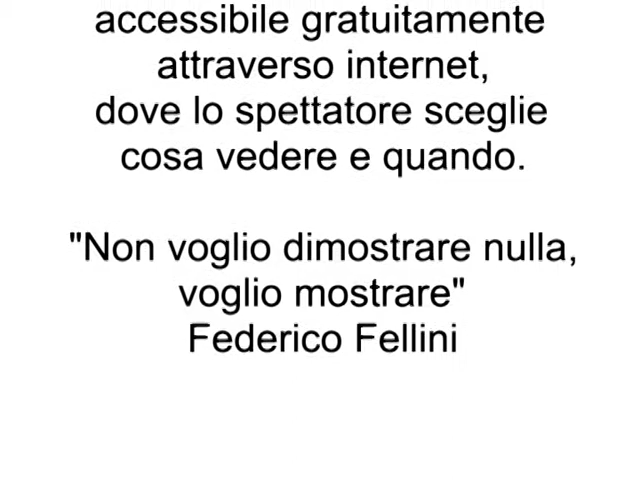 accessibile gratuitamente
attraverso internet,
dove lo spettatore sceglie
cosa vedere e quando.
"Non voglio dimostrare nulla,
voglio mostrare"
Federico Fellini